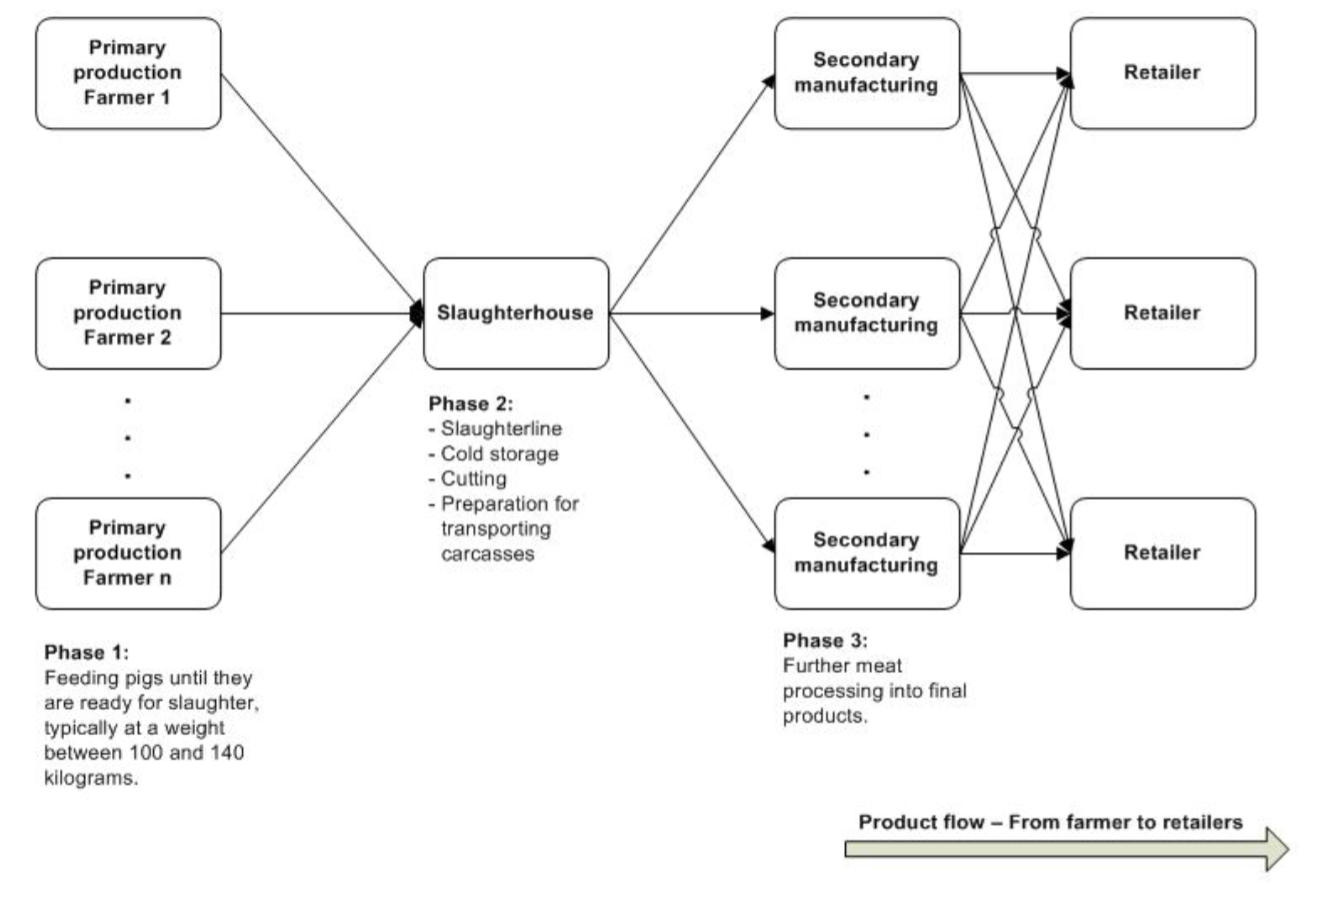 Primary
production
Farmer 1
Secondary
manufacturing
Retailer
Primary
production
Farmer 2
Slaughterhouse
Secondary
manufacturing
Retailer
Phase 2:
- Slaughterline
- Cold storage
- Cutting
- Preparation for
transporting
carcasses
Primary
production
Farmer n
Secondary
manufacturing
Retailer
Phase 1:
Feeding pigs until they
are ready for slaughter,
typically at a weight
between 100 and 140
kilograms.
Phase 3:
Further meat
processing into final
products.
Product flow – From farmer to retailers